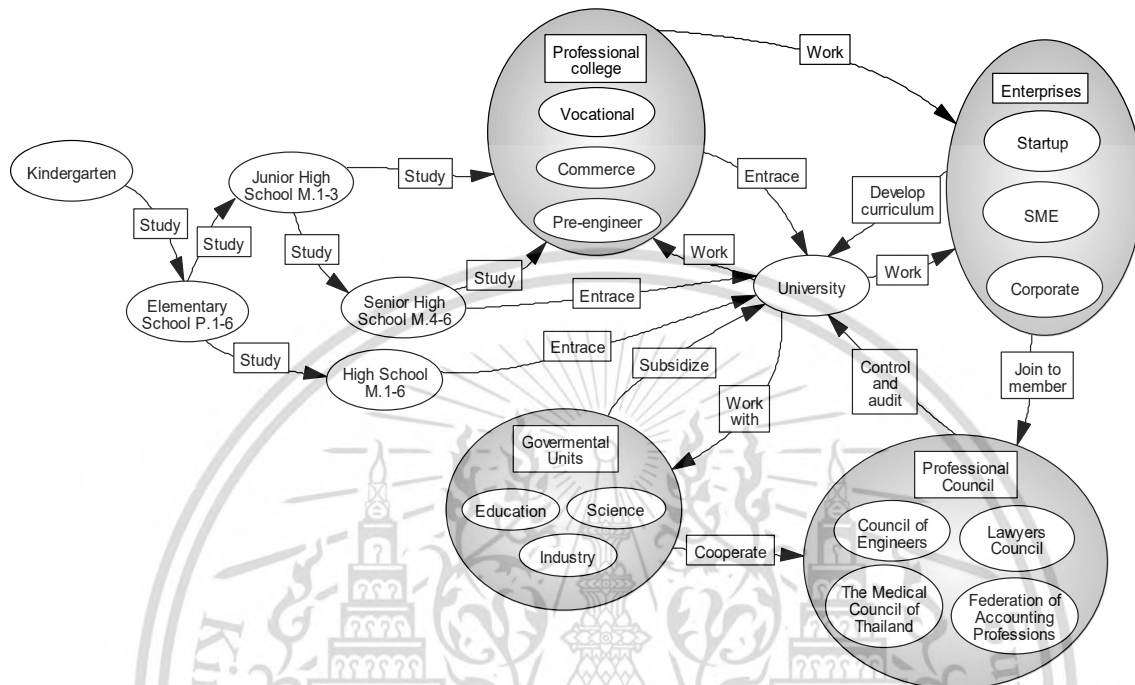 Professional
college
Vocational
Commerce
Pre-engineer
Work
Enterprises
Startup
SME
Corporate
Kindergarten
Study
Junior High
School M.1-3
Study
Study
Elementary
School P.1-6
Study
Senior High
School M.4-6
Study
Entrace
Study
High School
M.1-6
Entrace
Entrace
Develop
curriculum
Work
University
Work
Subsidize
Work
with
Control
and
audit
Join to
member
Govermental
Units
Education
Science
Industry
Cooperate
Professional
Council
Council of
Engineers
Lawyers
Council
The Medical
Council of
Thailand
Federation of
Accounting
Professions